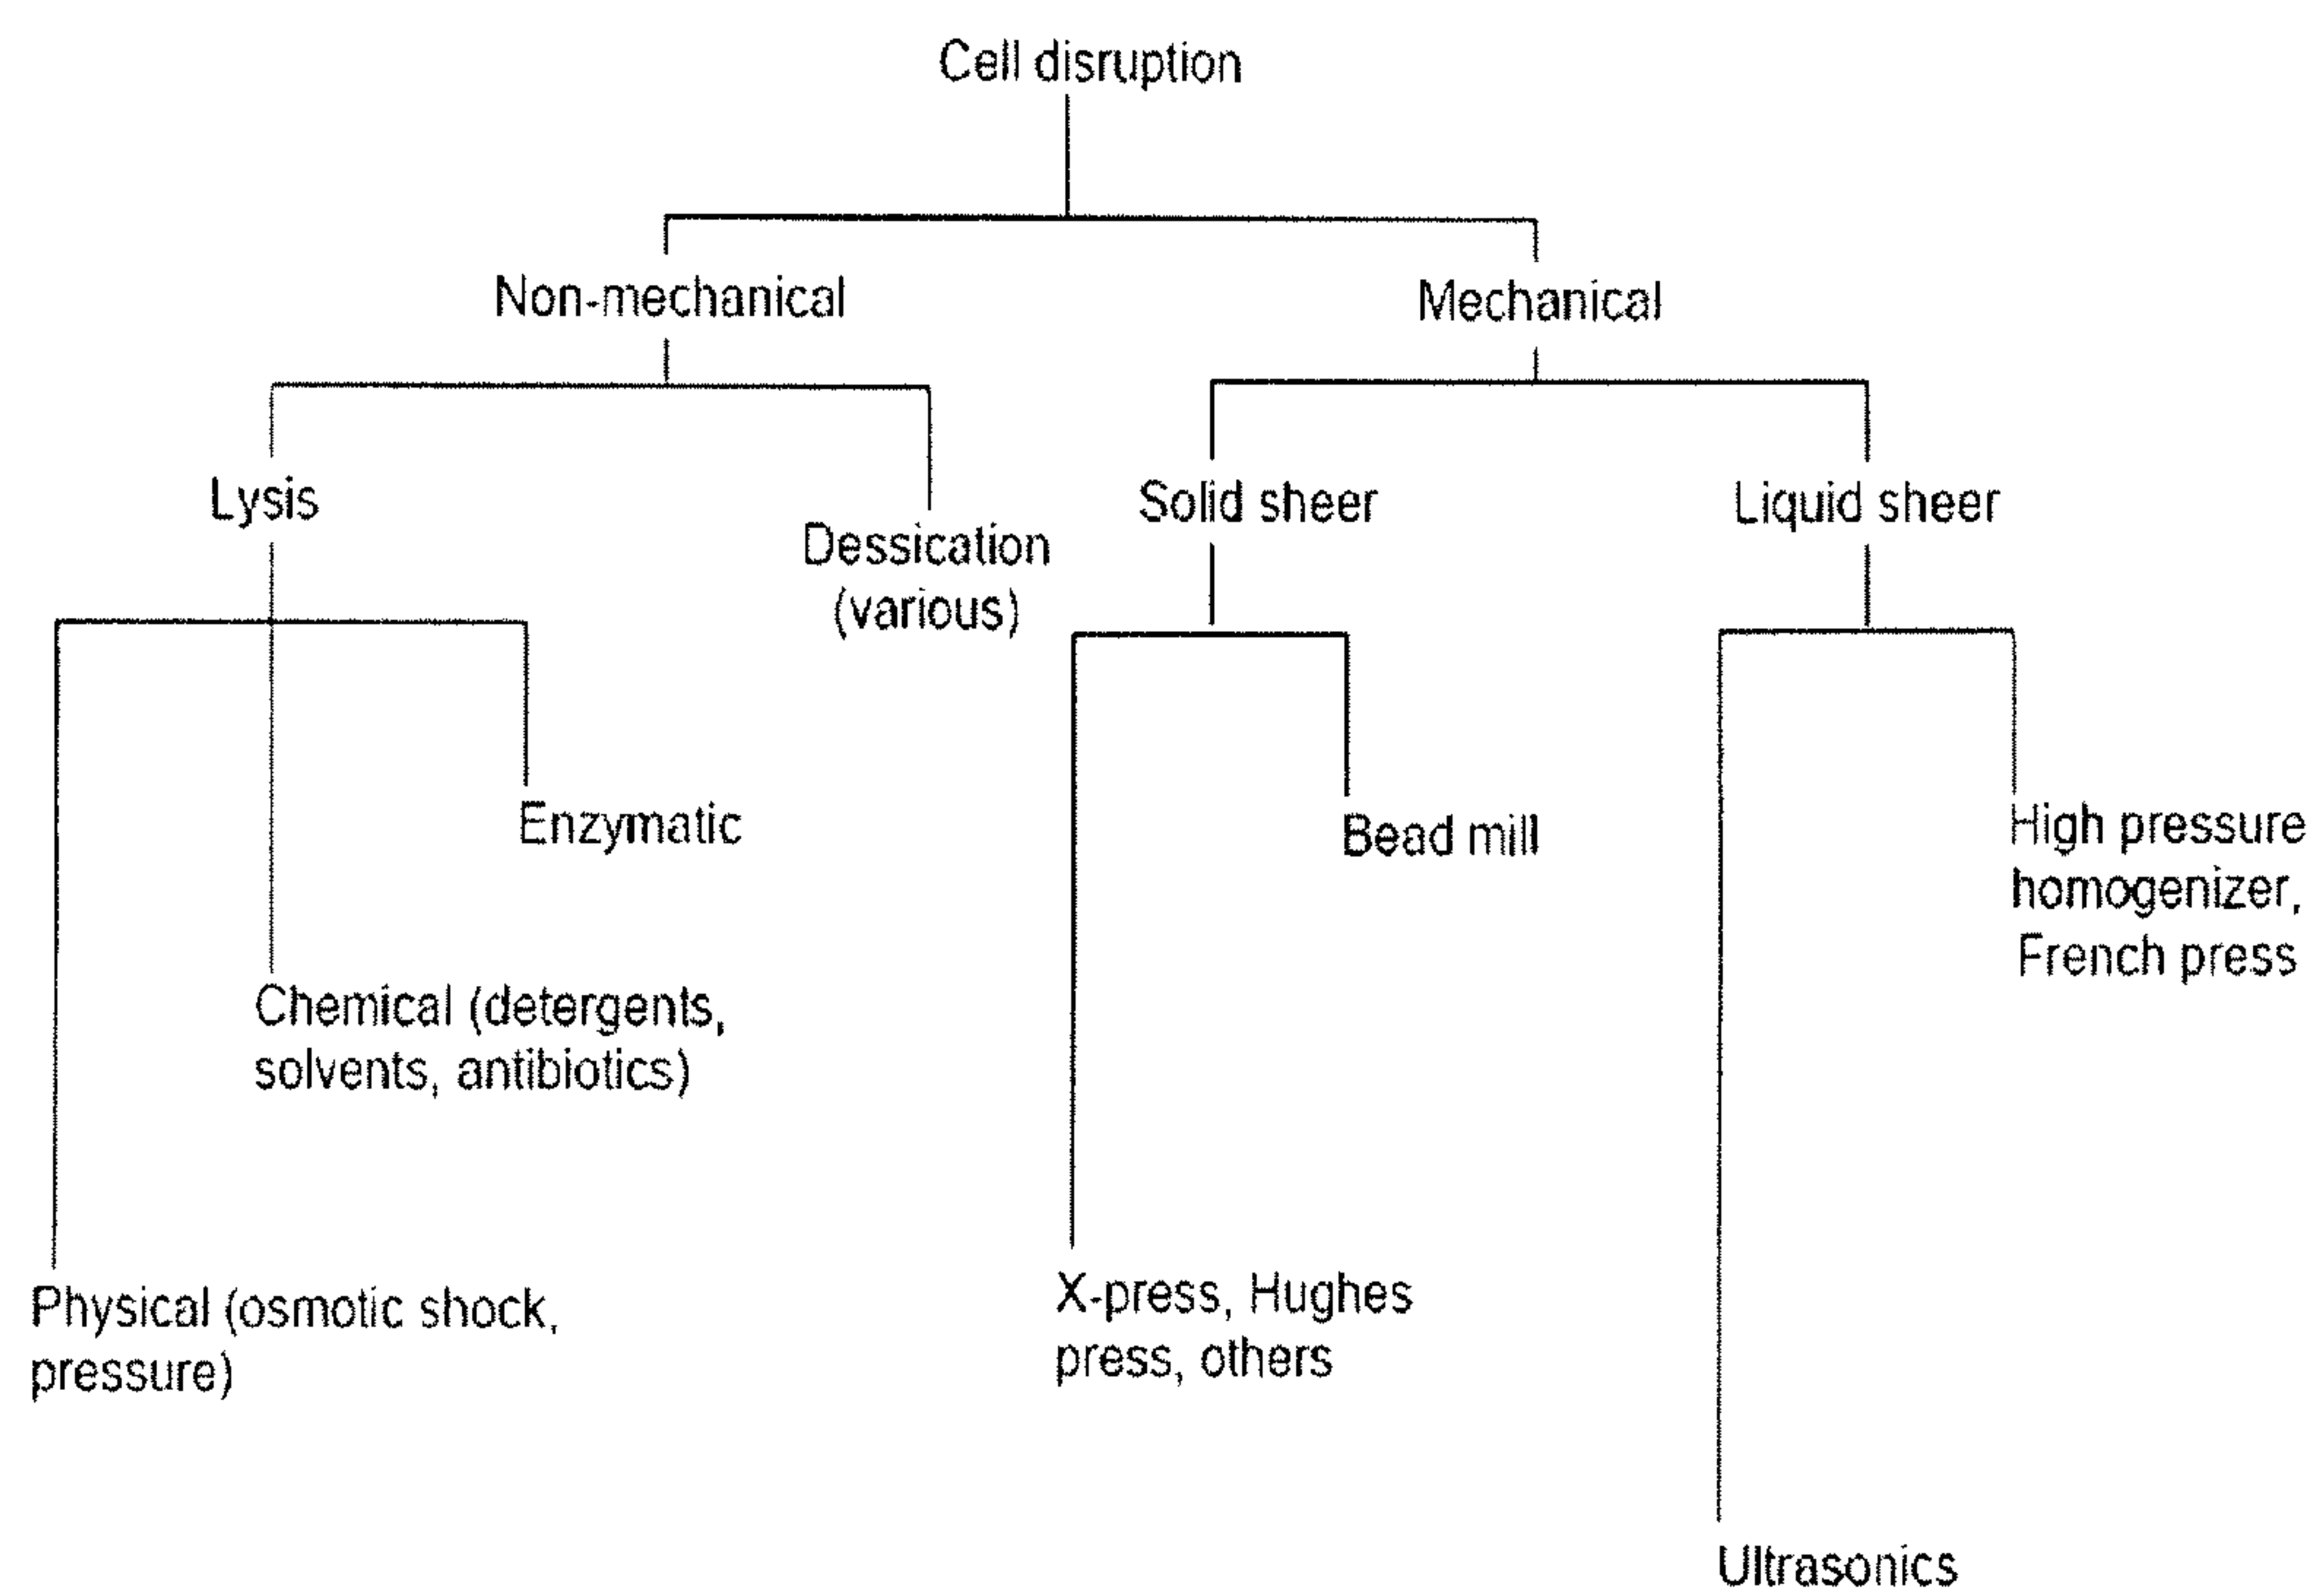 Cell disruption
Non-mechanical
Mechanical
Lysis
Dessication
(various)
Solid sheer
Liquid sheer
Enzymatic
Bead mill
High pressure
homogenizer,
French press
Chemical (detergents,
solvents, antibiotics)
Physical (osmotic shock,
pressure)
X-press, Hughes
press, others
Ultrasonics